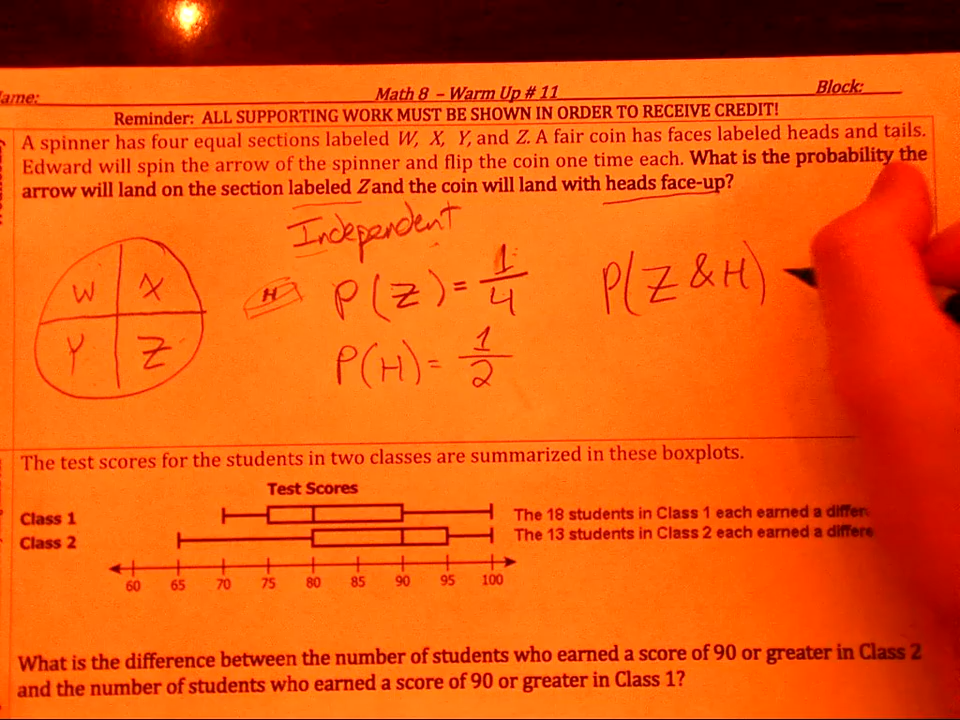 ame:
Math 8 – Warm Up # 11
Block:
Reminder: ALL SUPPORTING WORK MUST BE SHOWN IN ORDER TO RECEIVE CREDIT!
A spinner has four equal sections labeled W, X, Y, and Z. A fair coin has faces labeled heads and tails.
Edward will spin the arrow of the spinner and flip the coin one time each. What is the probability the
arrow will land on the section labeled Z and the coin will land with heads face-up?
Independent
W X
Y Z
H
P(Z) = 1/4
P(H) = 1/2
P(Z & H)
The test scores for the students in two classes are summarized in these boxplots.
Test Scores
Class 1
The 18 students in Class 1 each earned a differ
Class 2
The 13 students in Class 2 each earned a differe
60 65 70 75 80 85 90 95 100
What is the difference between the number of students who earned a score of 90 or greater in Class 2
and the number of students who earned a score of 90 or greater in Class 1?